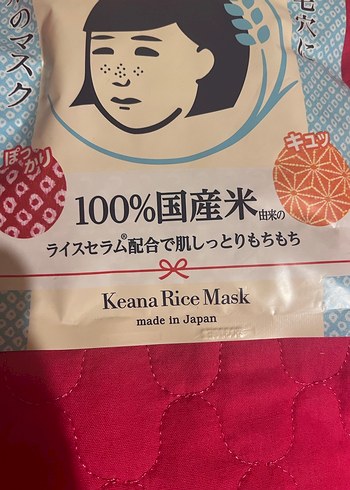 毛穴に
のマスク
ぽっかり
キュッ
100%国産米由来の
ライスセラム®配合で肌しっとりもちもち
Keana Rice Mask
made in Japan